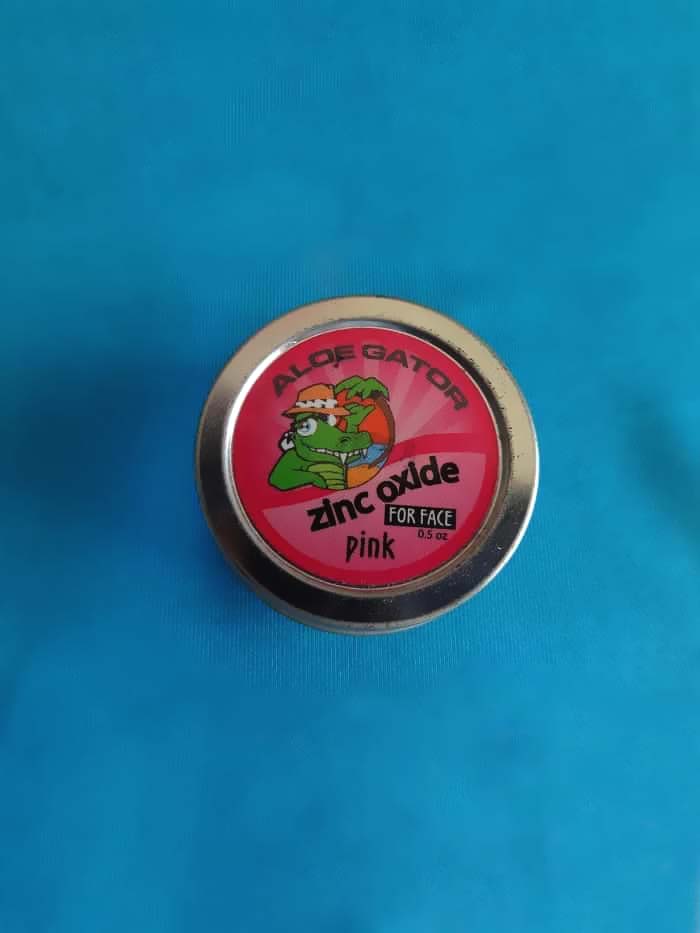 ALOE GATOR
zinc oxide
FOR FACE
0.5 oz
pink